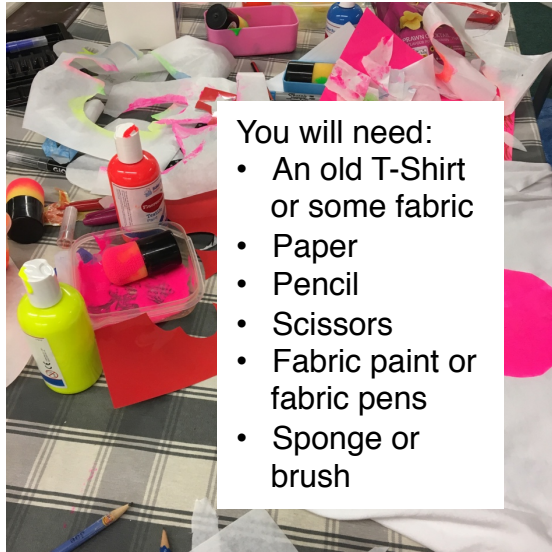 You will need:
• An old T-Shirt
or some fabric
• Paper
• Pencil
• Scissors
• Fabric paint or
fabric pens
• Sponge or
brush